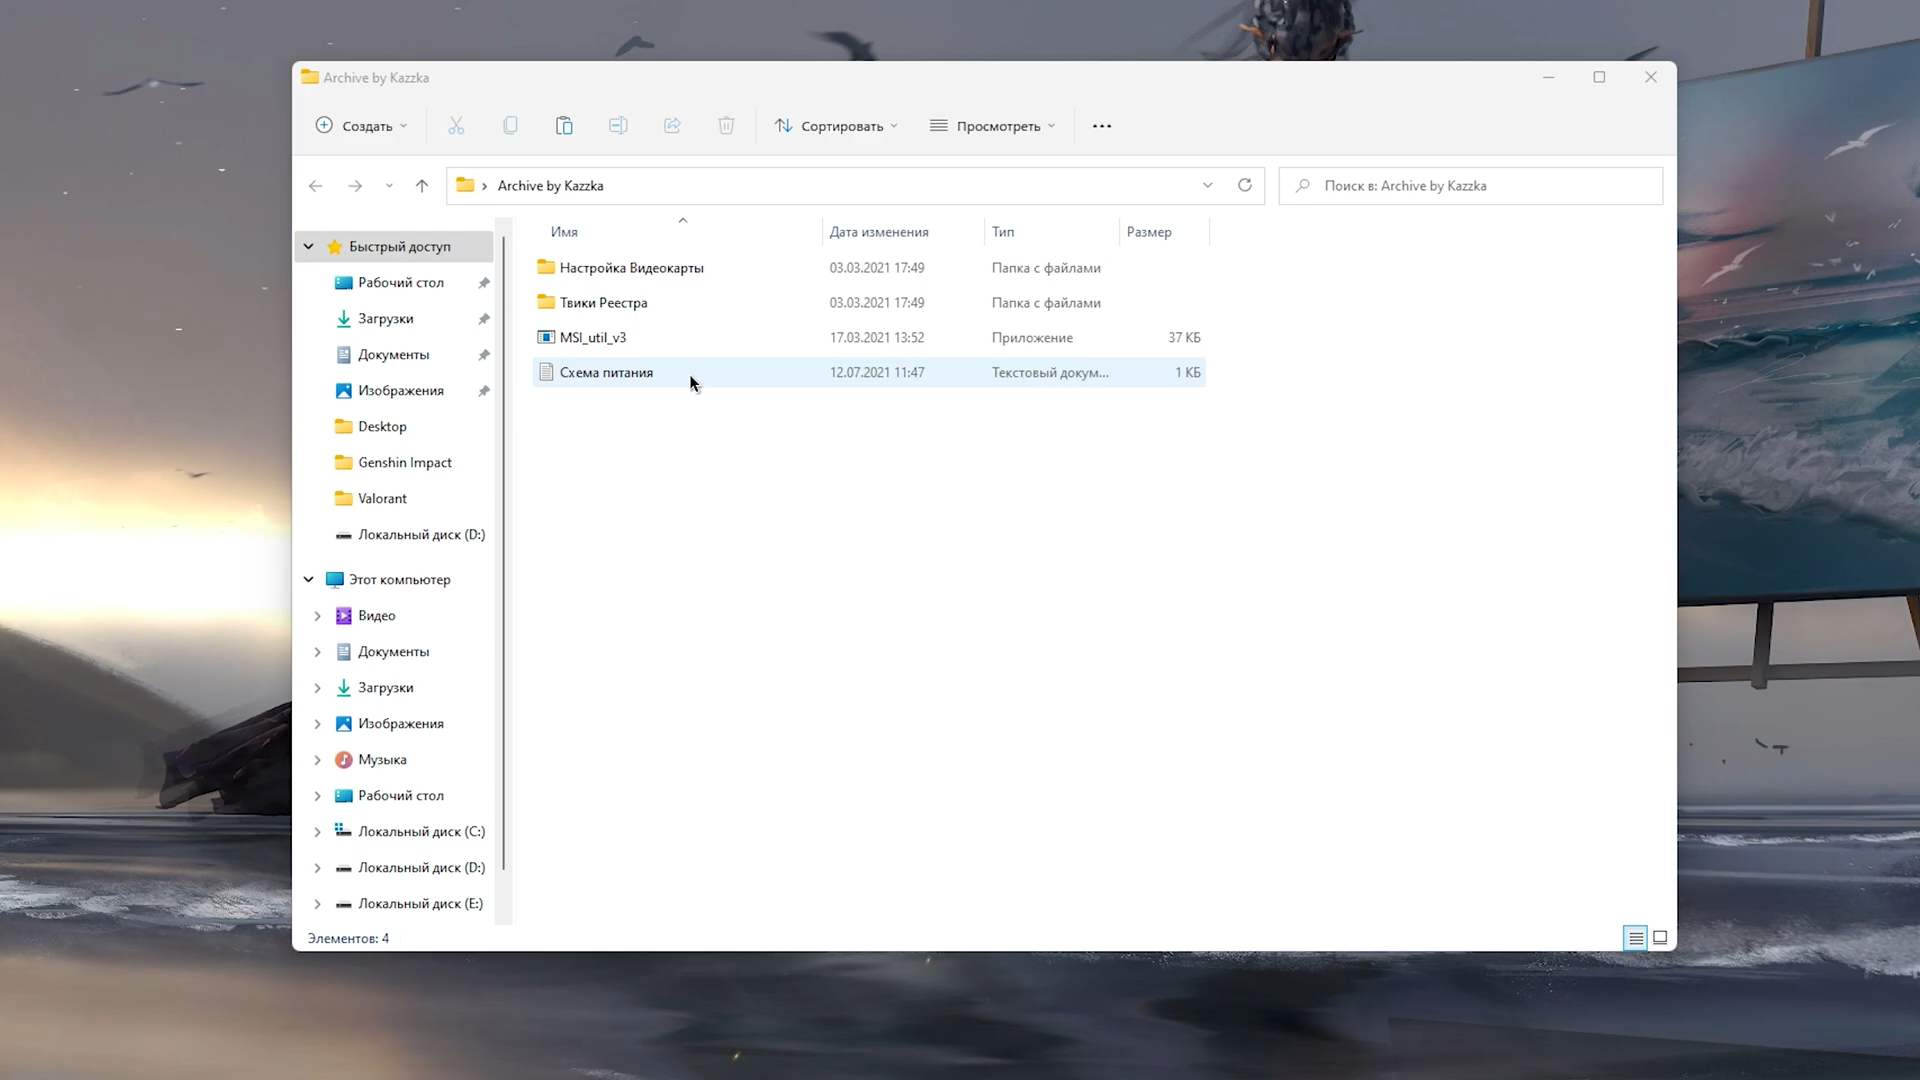 Archive by Kazzka
Создать
Сортировать
Просмотреть
Archive by Kazzka
Поиск в: Archive by Kazzka
Быстрый доступ
Рабочий стол
Загрузки
Документы
Изображения
Desktop
Genshin Impact
Valorant
Локальный диск (D:)
Этот компьютер
Видео
Документы
Загрузки
Изображения
Музыка
Рабочий стол
Локальный диск (C:)
Локальный диск (D:)
Локальный диск (E:)
Имя Дата изменения Тип Размер
Настройка Видеокарты 03.03.2021 17:49 Папка с файлами
Твики Реестра 03.03.2021 17:49 Папка с файлами
MSI_util_v3 17.03.2021 13:52 Приложение 37 КБ
Схема питания 12.07.2021 11:47 Текстовый докум... 1 КБ
Элементов: 4